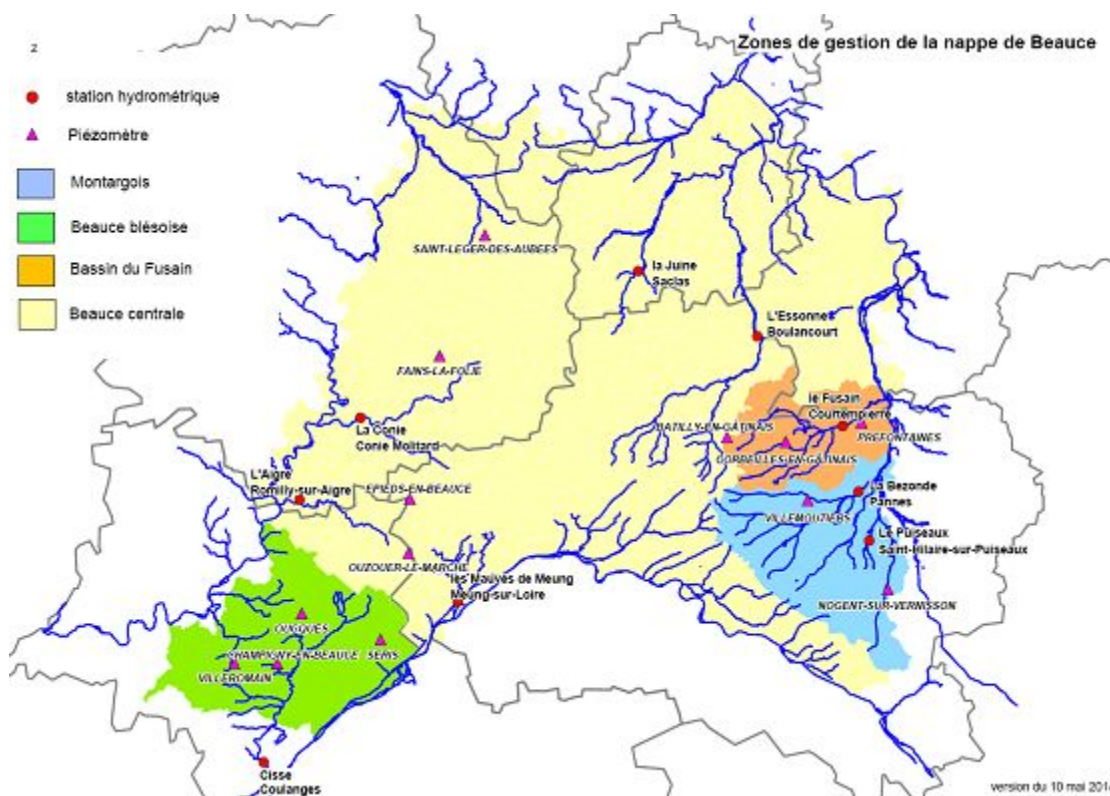 Zones de gestion de la nappe de Beauce
z
station hydrométrique
Piézomètre
Montargois
Beauce blésoise
Bassin du Fusain
Beauce centrale
SAINT-LEGER-DES-AUBEES
la Juine
Saclas
L'Essonne
Boulancourt
FAINS-LA-FOLIE
le Fusain
Courtempierre
La Conie
Conie Molitard
BATILLY-EN-GÂTINAIS
PREFONTAINES
CORBEILLES-EN-GÂTINAIS
L'Aigre
Romilly-sur-Aigre
EPIEDS-EN-BEAUCE
La Bezonde
Pannes
VILLEMOUTIERS
Le Puiseaux
Saint-Hilaire-sur-Puiseaux
OUZOUER-LE-MARCHE
les Mauves de Meung
Meung-sur-Loire
NOGENT-SUR-VERNISSON
OUCQUES
CHAMPIGNY-EN-BEAUCE
SERIS
VILLEROMAIN
Cisse
Coulanges
version du 10 mai